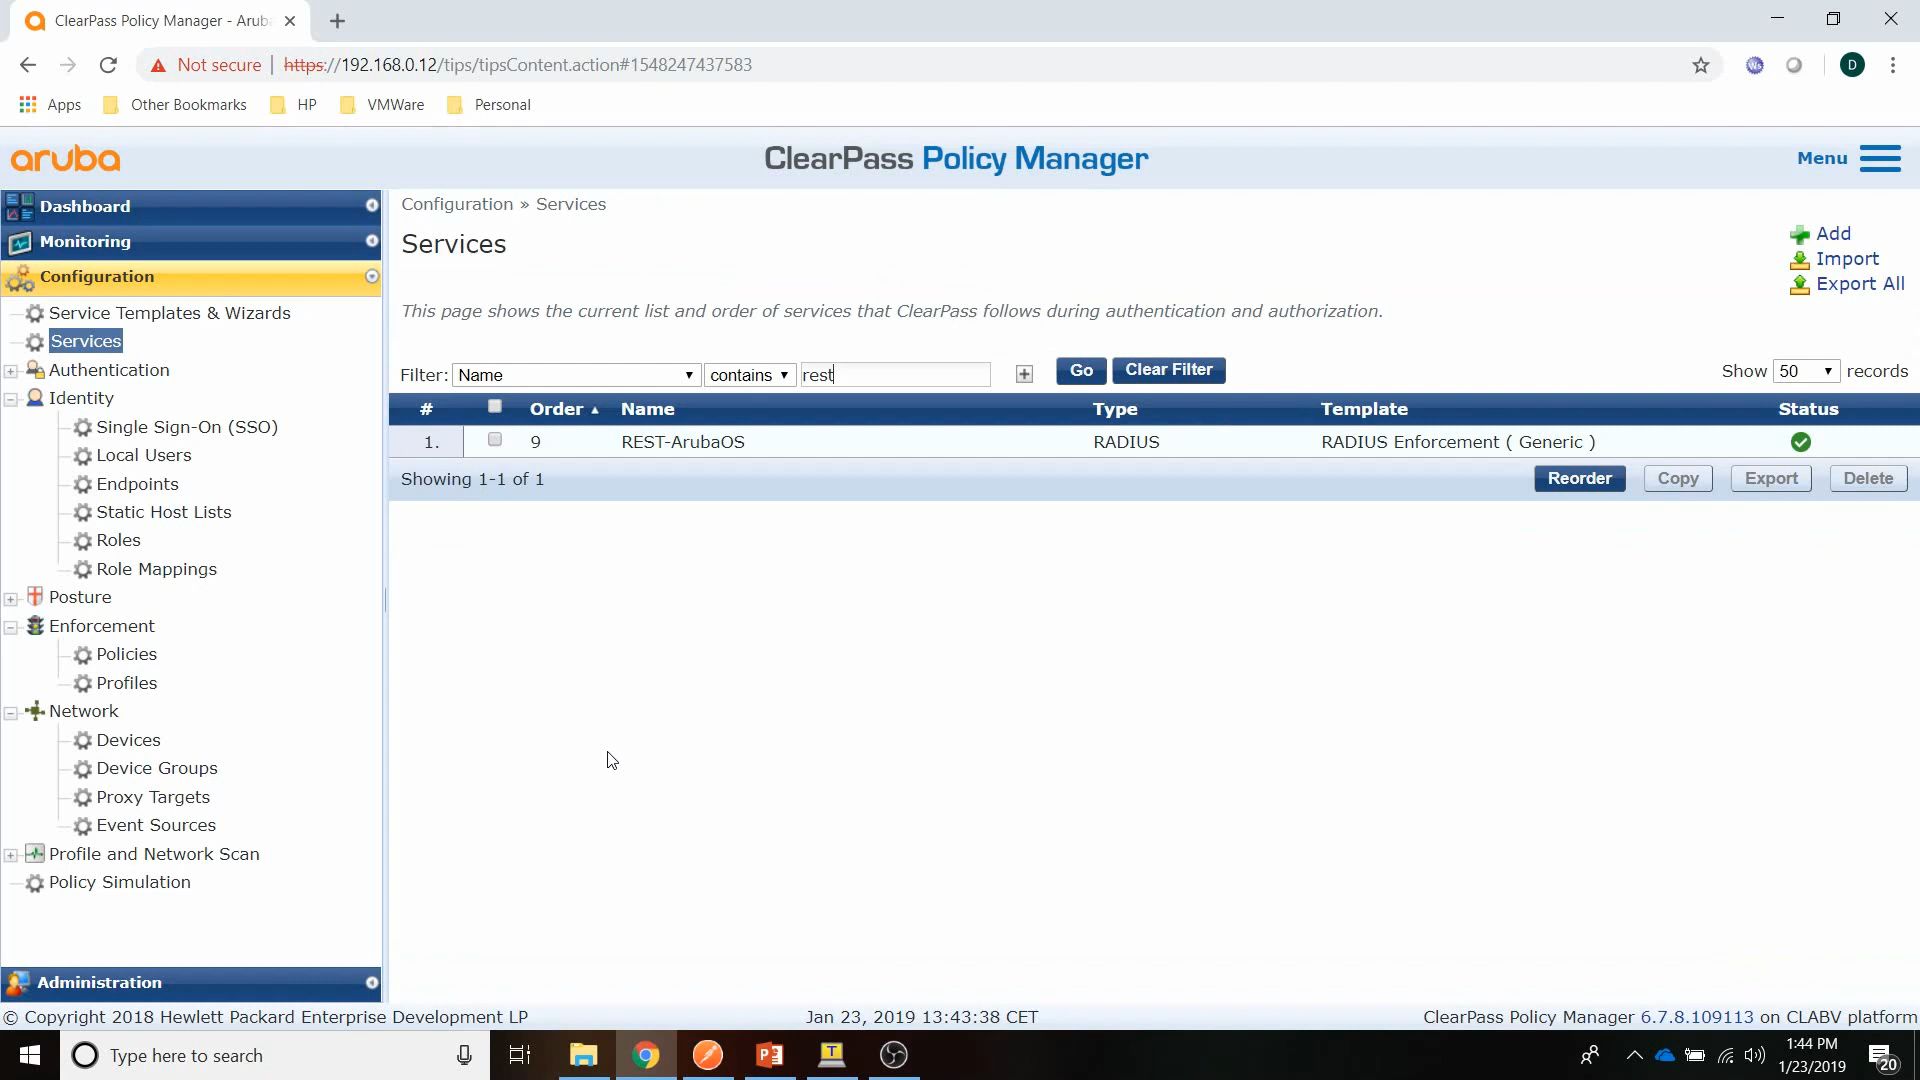 ClearPass Policy Manager - Aruba
Not secure | https://192.168.0.12/tips/tipsContent.action#1548247437583
D
Apps
Other Bookmarks
HP
VMWare
Personal
aruba
ClearPass Policy Manager
Menu
Dashboard
Monitoring
Configuration
Service Templates & Wizards
Services
Authentication
Identity
Single Sign-On (SSO)
Local Users
Endpoints
Static Host Lists
Roles
Role Mappings
Posture
Enforcement
Policies
Profiles
Network
Devices
Device Groups
Proxy Targets
Event Sources
Profile and Network Scan
Policy Simulation
Administration
Configuration » Services
Services
Add
Import
Export All
This page shows the current list and order of services that ClearPass follows during authentication and authorization.
Filter: Name contains rest Go Clear Filter Show 50 records
# Order Name Type Template Status
1. 9 REST-ArubaOS RADIUS RADIUS Enforcement ( Generic )
Showing 1-1 of 1 Reorder Copy Export Delete
© Copyright 2018 Hewlett Packard Enterprise Development LP Jan 23, 2019 13:43:38 CET ClearPass Policy Manager 6.7.8.109113 on CLABV platform
Type here to search
1:44 PM
1/23/2019
20